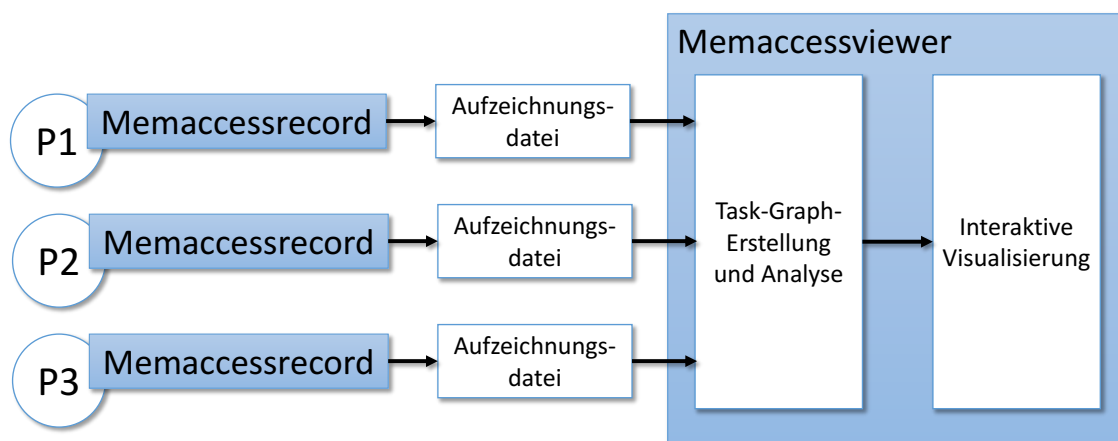 Memaccessviewer
P1
Memaccessrecord
Aufzeichnungs-
datei
P2
Memaccessrecord
Aufzeichnungs-
datei
P3
Memaccessrecord
Aufzeichnungs-
datei
Task-Graph-
Erstellung
und Analyse
Interaktive
Visualisierung